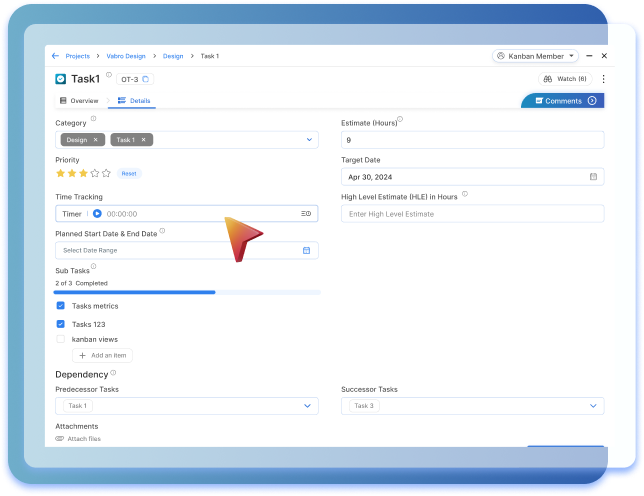 Projects > Vabro Design > Design > Task 1
Kanban Member
Task1 OT-3
Watch (6)
Overview Details
Comments
Category
Design × Task 1 ×
Estimate (Hours)
9
Priority
Reset
Target Date
Apr 30, 2024
Time Tracking
Timer 00:00:00
High Level Estimate (HLE) in Hours
Enter High Level Estimate
Planned Start Date & End Date
Select Date Range
Sub Tasks
2 of 3 Completed
Tasks metrics
Tasks 123
kanban views
+ Add an item
Dependency
Predecessor Tasks
Task 1
Successor Tasks
Task 3
Attachments
Attach files